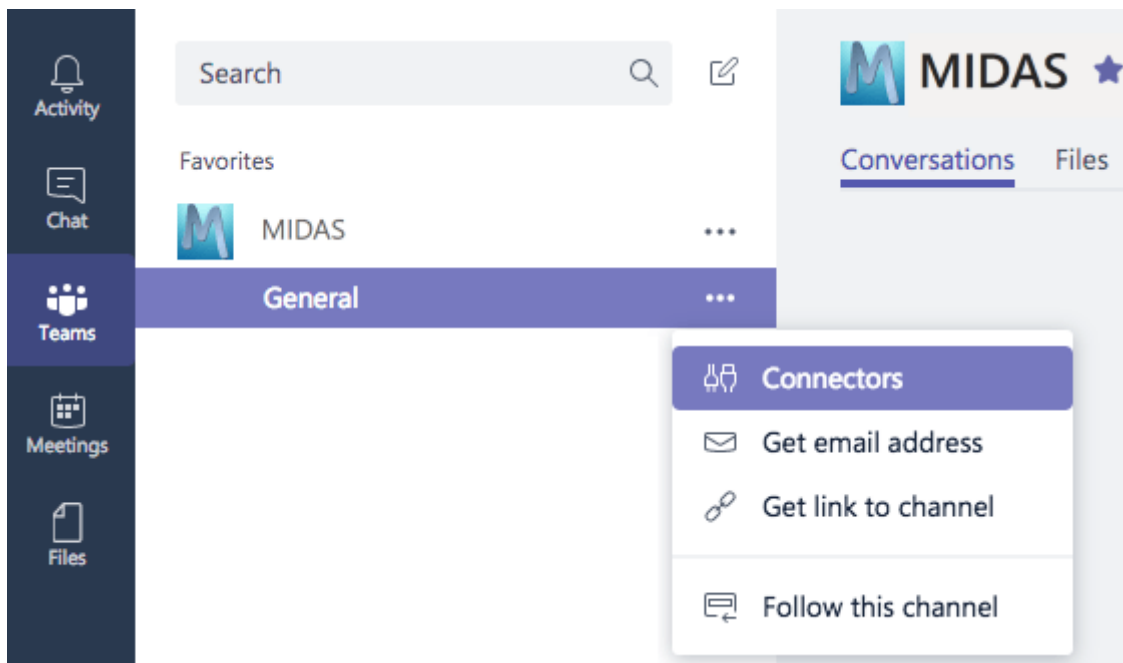 Activity
Chat
Teams
Meetings
Files
Search
Favorites
MIDAS
General
Connectors
Get email address
Get link to channel
Follow this channel
MIDAS
Conversations Files